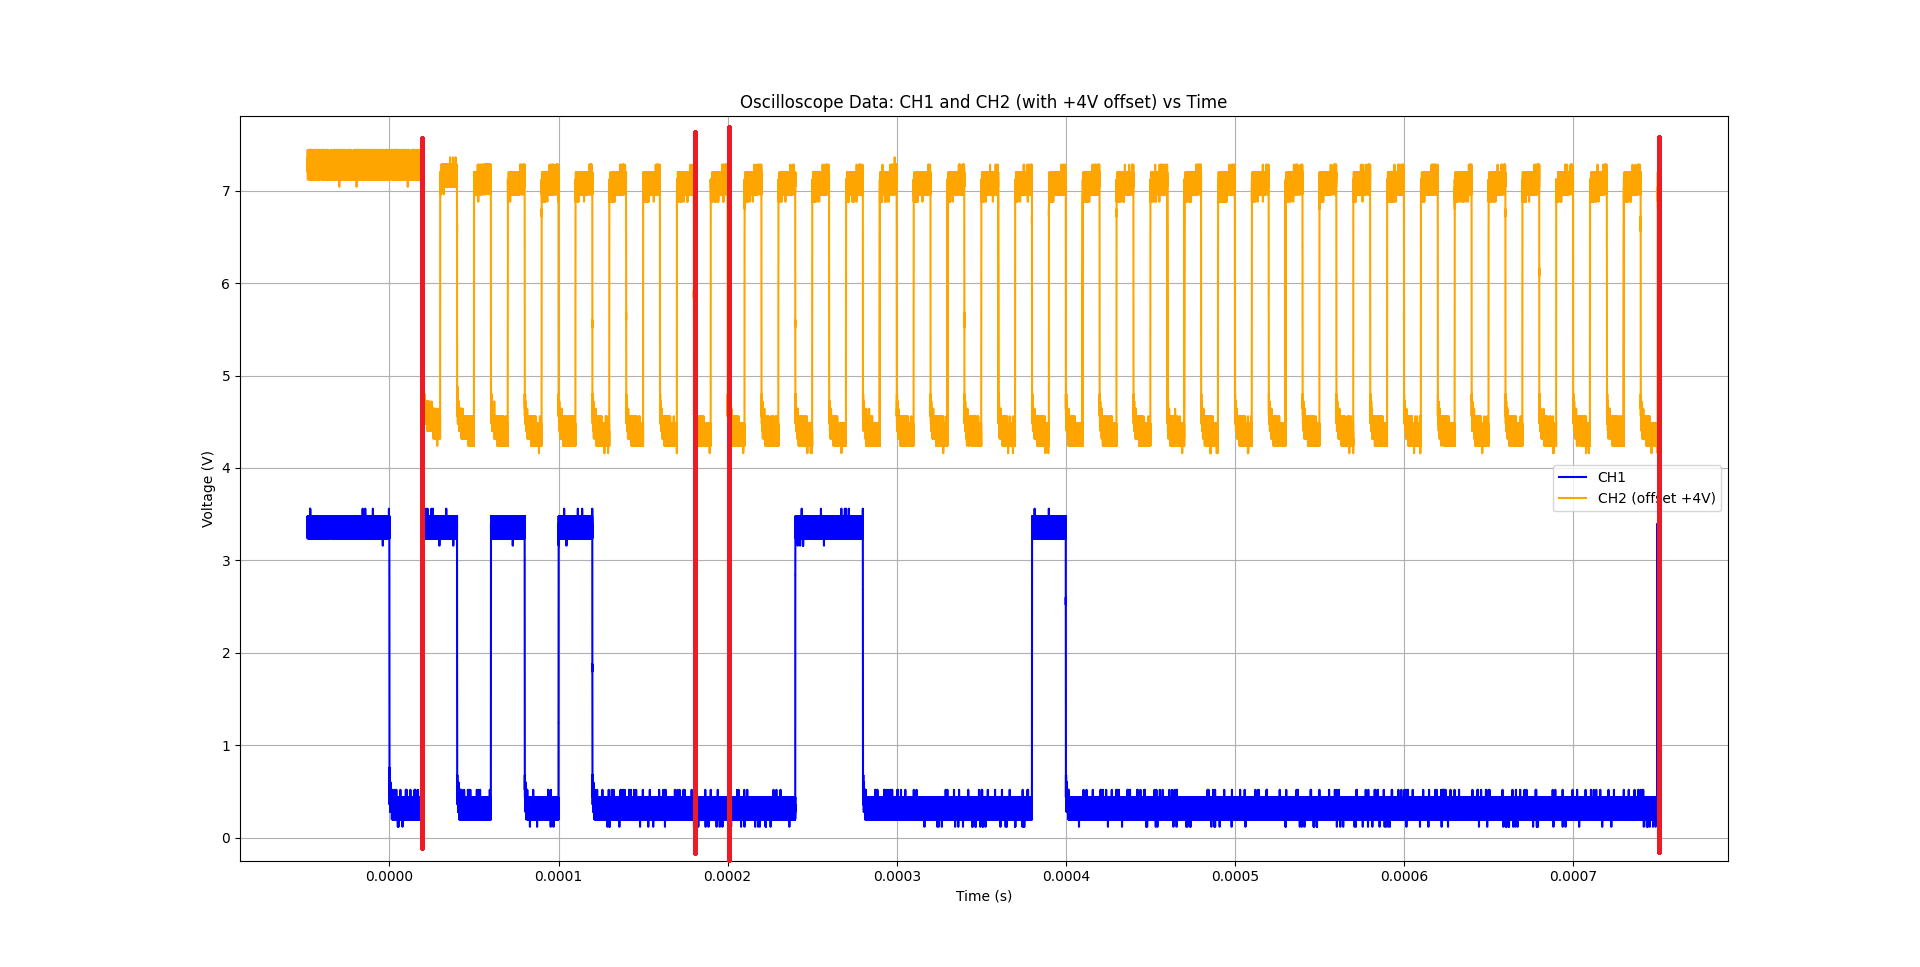 Oscilloscope Data: CH1 and CH2 (with +4V offset) vs Time
7
6
5
4
3
2
1
0
Voltage (V)
CH1
CH2 (offset +4V)
0.0000 0.0001 0.0002 0.0003 0.0004 0.0005 0.0006 0.0007
Time (s)